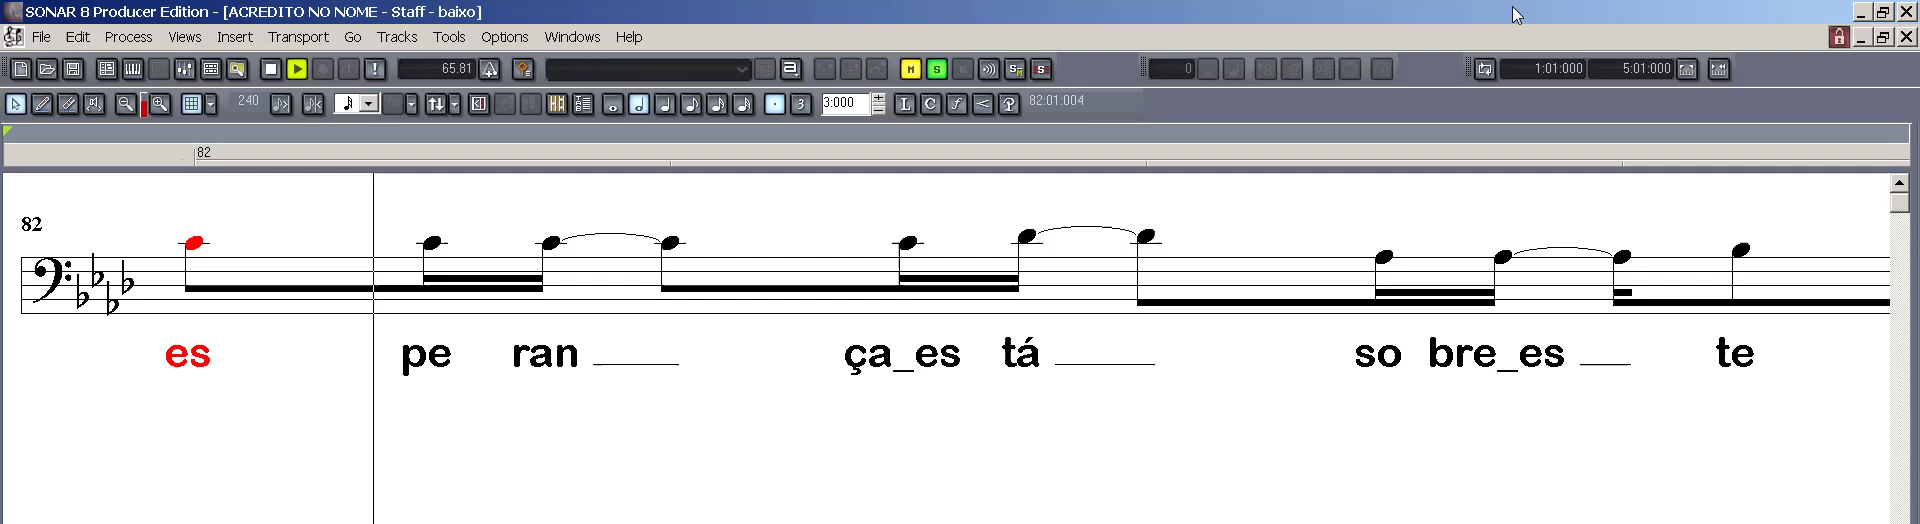 SONAR 8 Producer Edition - [ACREDITO NO NOME - Staff - baixo]
File Edit Process Views Insert Transport Go Tracks Tools Options Windows Help
65.81 M S 0 1:01:000 5:01:000
240 3 3:000 L C f 82:01:004
82
82
es pe ran ça_es tá so bre_es te